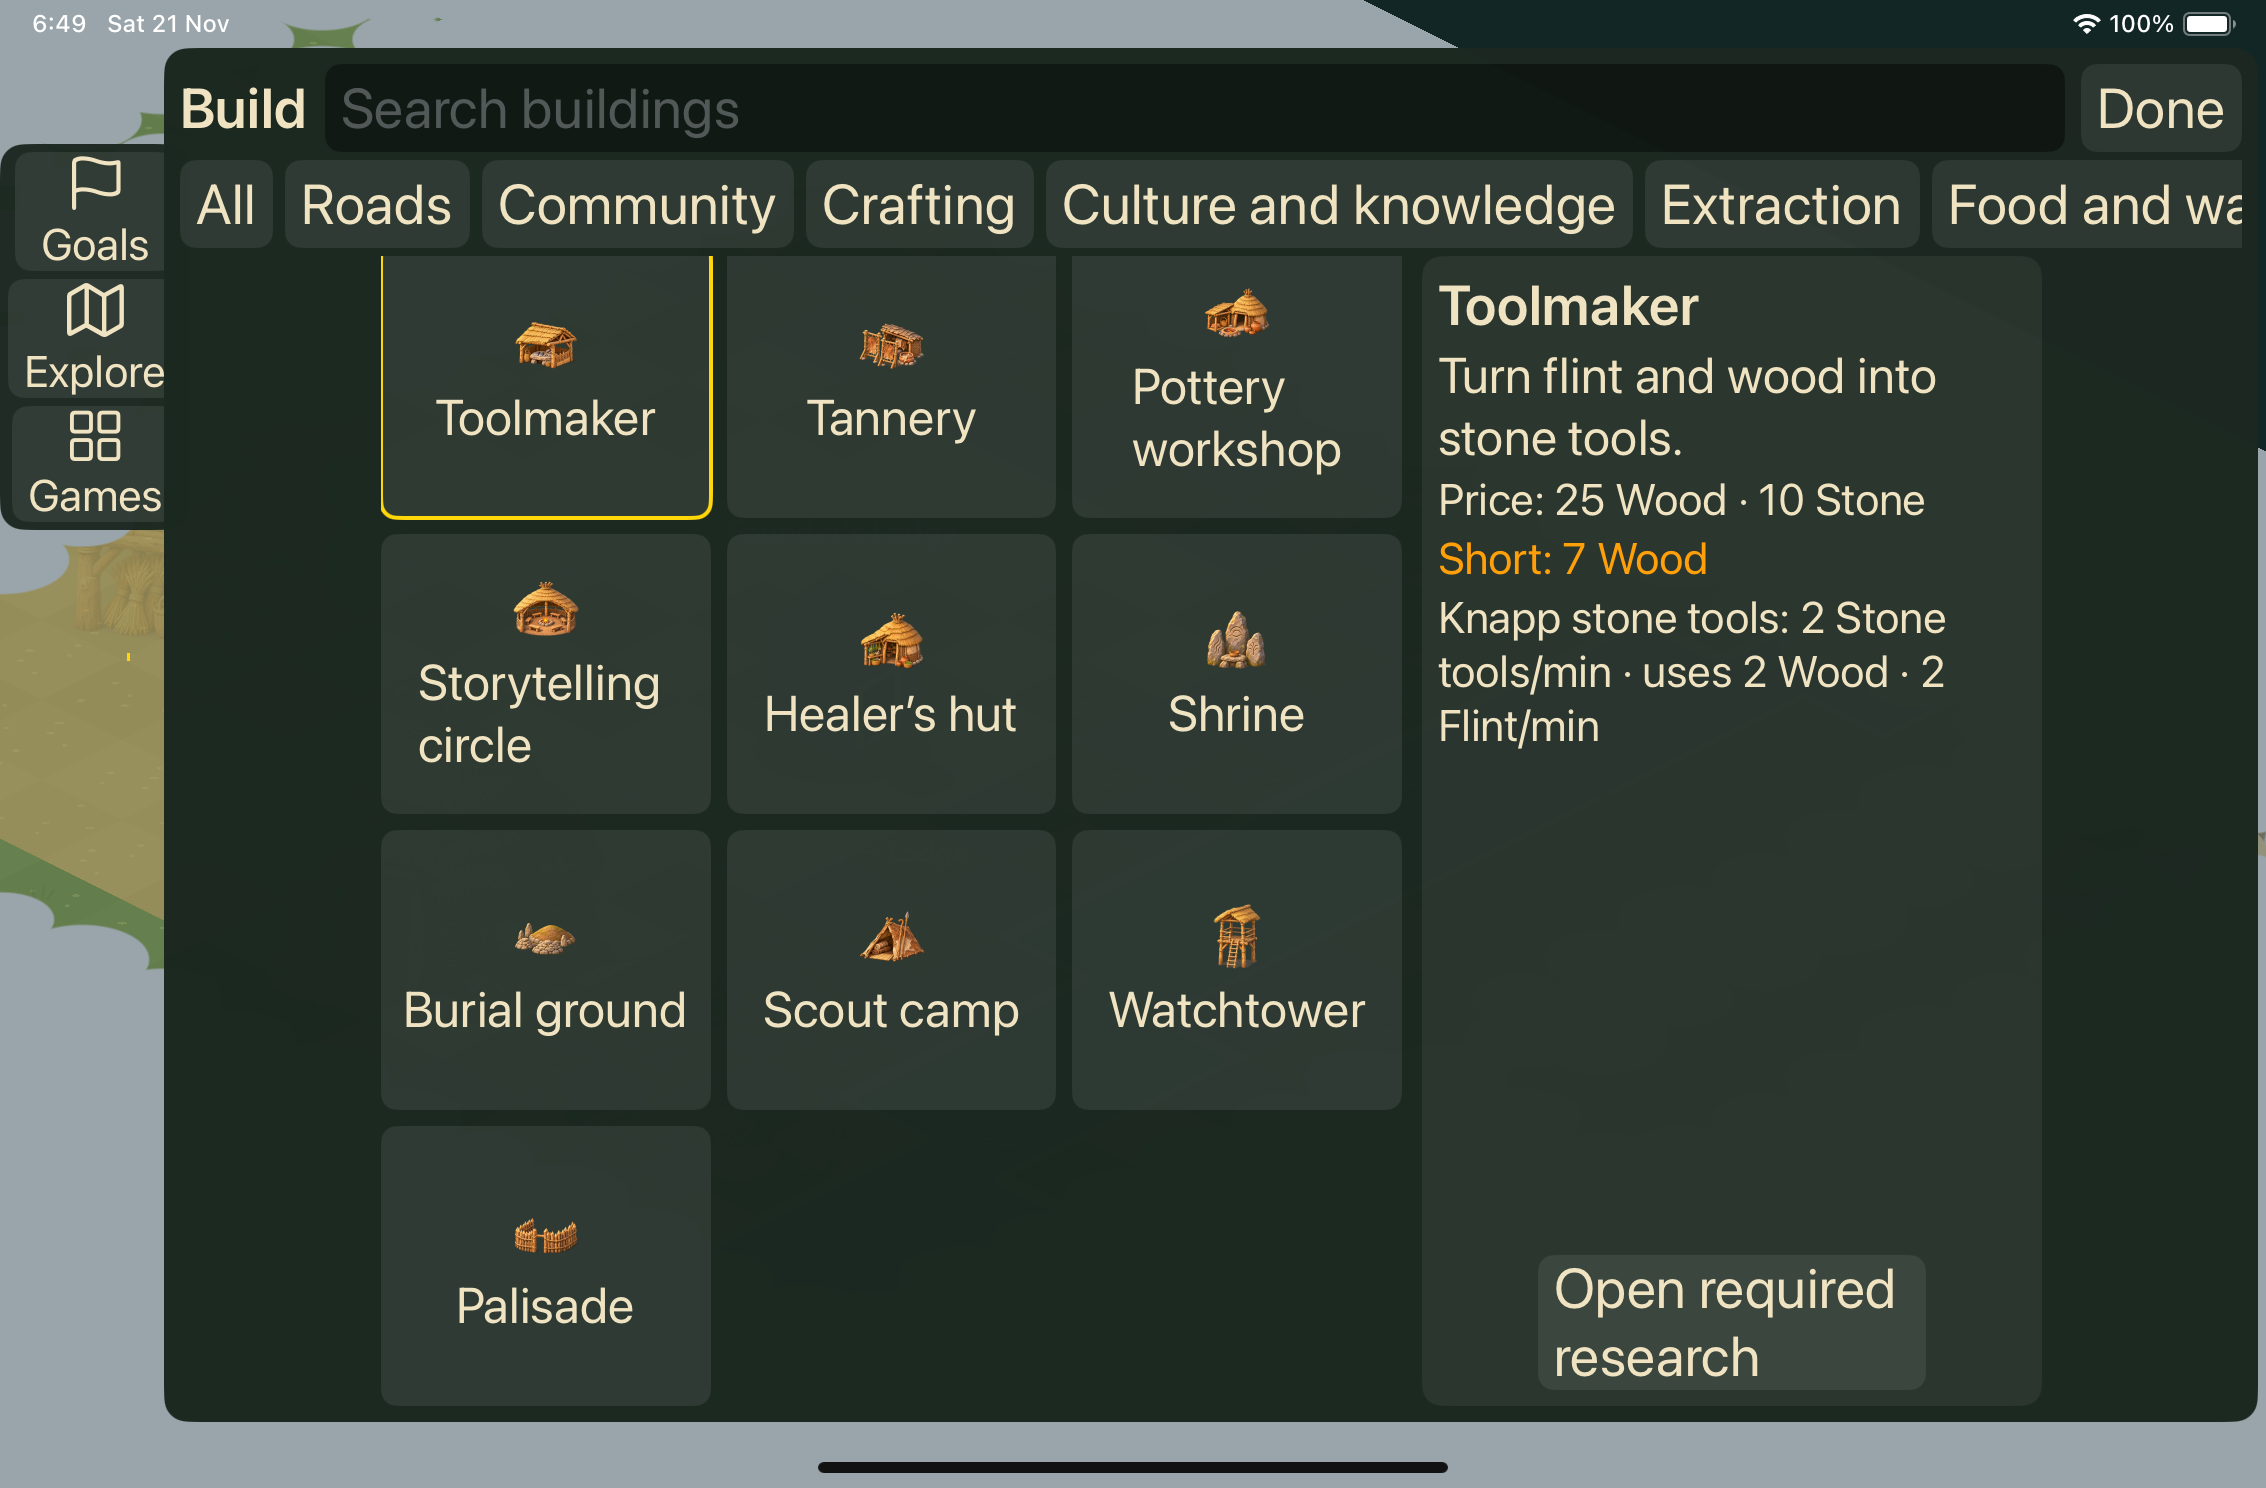 6:49 Sat 21 Nov
100%
Build
Search buildings
Done
All
Roads
Community
Crafting
Culture and knowledge
Extraction
Food and wa
Goals
Explore
Games
Toolmaker
Tannery
Pottery
workshop
Storytelling
circle
Healer’s hut
Shrine
Burial ground
Scout camp
Watchtower
Palisade
Toolmaker
Turn flint and wood into
stone tools.
Price: 25 Wood · 10 Stone
Short: 7 Wood
Knapp stone tools: 2 Stone
tools/min · uses 2 Wood · 2
Flint/min
Open required
research